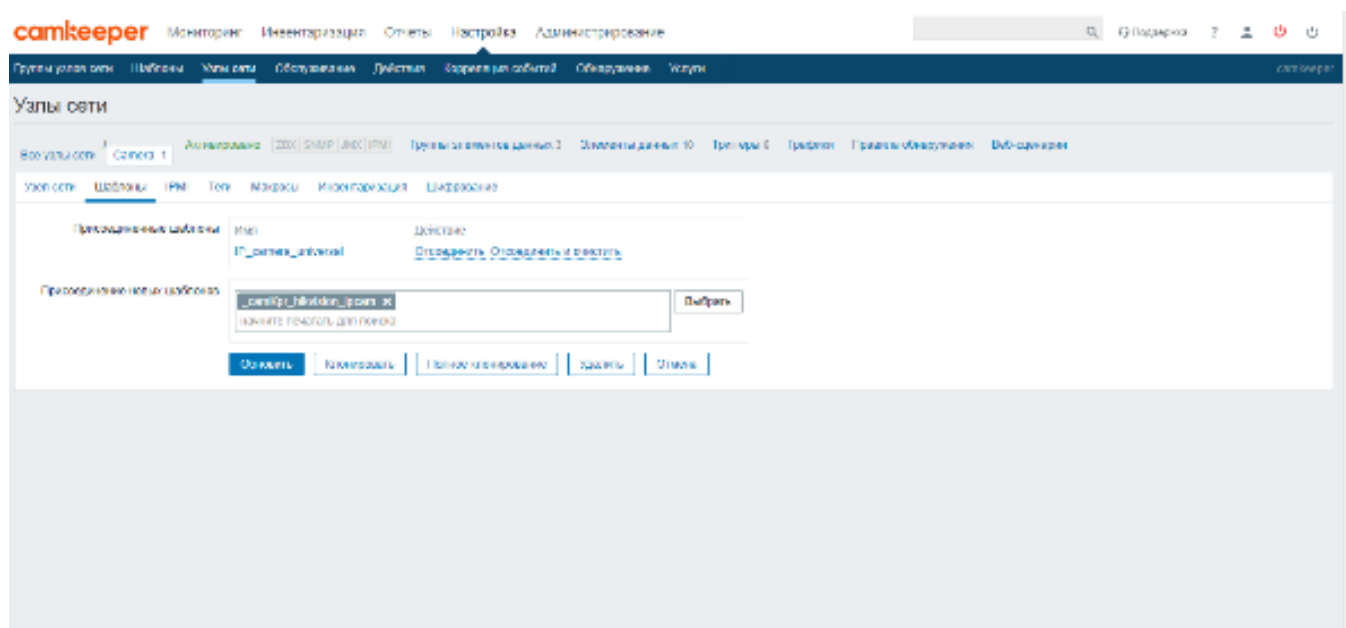 camkeeper Мониторинг Инвентаризация Отчеты Настройка Администрирование Поддержка ?
Группы узлов сети Шаблоны Узлы сети Обслуживание Действия Корреляция событий Обнаружение Услуги camkeeper
Узлы сети
Все узлы сети / Camera 1 Активировано ZBX SNMP JMX IPMI Группы элементов данных 3 Элементы данных 10 Триггеры 6 Графики Правила обнаружения Веб-сценарии
Узел сети Шаблоны IPMI Теги Макросы Инвентаризация Шифрование
Присоединенные шаблоны Имя Действие
IP_camera_universal Отсоединить Отсоединить и очистить
Присоединение новых шаблонов _camKpr_hikvision_ipcam × Выбрать
начните печатать для поиска
Обновить Клонировать Полное клонирование Удалить Отмена